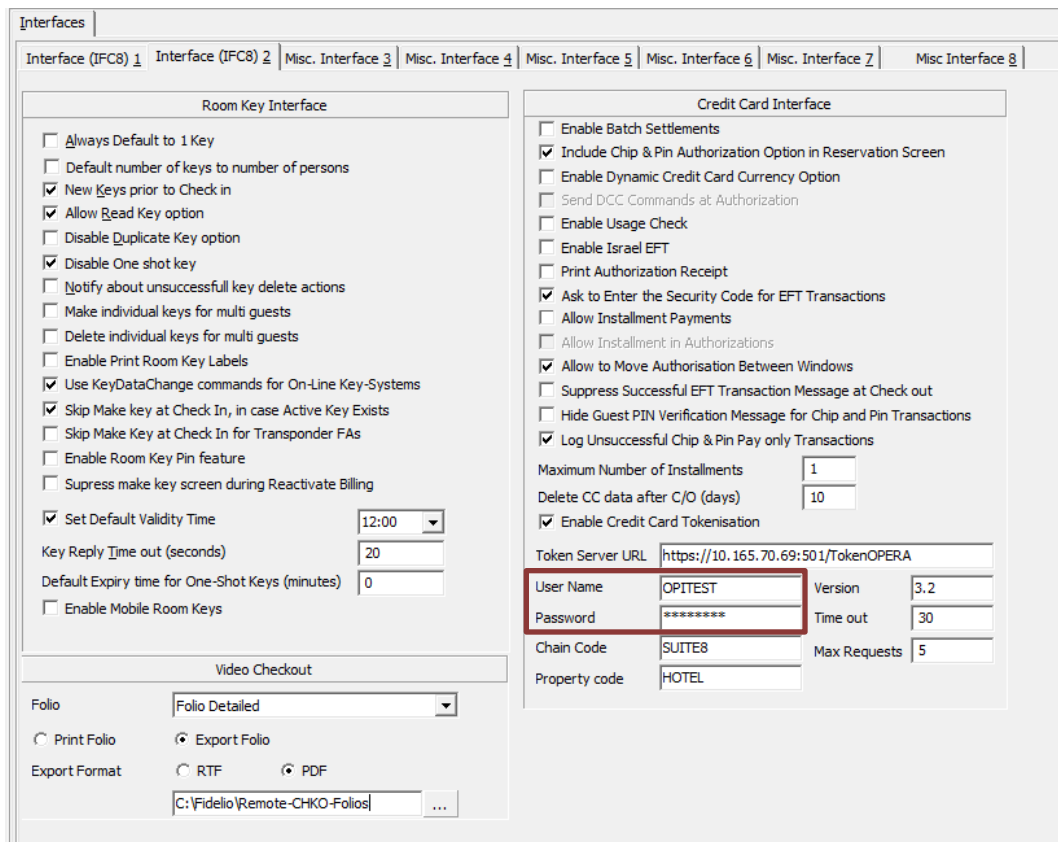 Interfaces
Interface (IFC8) 1 Interface (IFC8) 2 Misc. Interface 3 Misc. Interface 4 Misc. Interface 5 Misc. Interface 6 Misc. Interface 7 Misc Interface 8
Room Key Interface
Always Default to 1 Key
Default number of keys to number of persons
New Keys prior to Check in
Allow Read Key option
Disable Duplicate Key option
Disable One shot key
Notify about unsuccessfull key delete actions
Make individual keys for multi guests
Delete individual keys for multi guests
Enable Print Room Key Labels
Use KeyDataChange commands for On-Line Key-Systems
Skip Make key at Check In, in case Active Key Exists
Skip Make Key at Check In for Transponder FAs
Enable Room Key Pin feature
Supress make key screen during Reactivate Billing
Set Default Validity Time 12:00
Key Reply Time out (seconds) 20
Default Expiry time for One-Shot Keys (minutes) 0
Enable Mobile Room Keys
Video Checkout
Folio Folio Detailed
Print Folio Export Folio
Export Format RTF PDF
C:\Fidelio\Remote-CHKO-Folios ...
Credit Card Interface
Enable Batch Settlements
Include Chip & Pin Authorization Option in Reservation Screen
Enable Dynamic Credit Card Currency Option
Send DCC Commands at Authorization
Enable Usage Check
Enable Israel EFT
Print Authorization Receipt
Ask to Enter the Security Code for EFT Transactions
Allow Installment Payments
Allow Installment in Authorizations
Allow to Move Authorisation Between Windows
Suppress Successful EFT Transaction Message at Check out
Hide Guest PIN Verification Message for Chip and Pin Transactions
Log Unsuccessful Chip & Pin Pay only Transactions
Maximum Number of Installments 1
Delete CC data after C/O (days) 10
Enable Credit Card Tokenisation
Token Server URL https://10.165.70.69:501/TokenOPERA
User Name OPITEST Version 3.2
Password ******** Time out 30
Chain Code SUITE8 Max Requests 5
Property code HOTEL